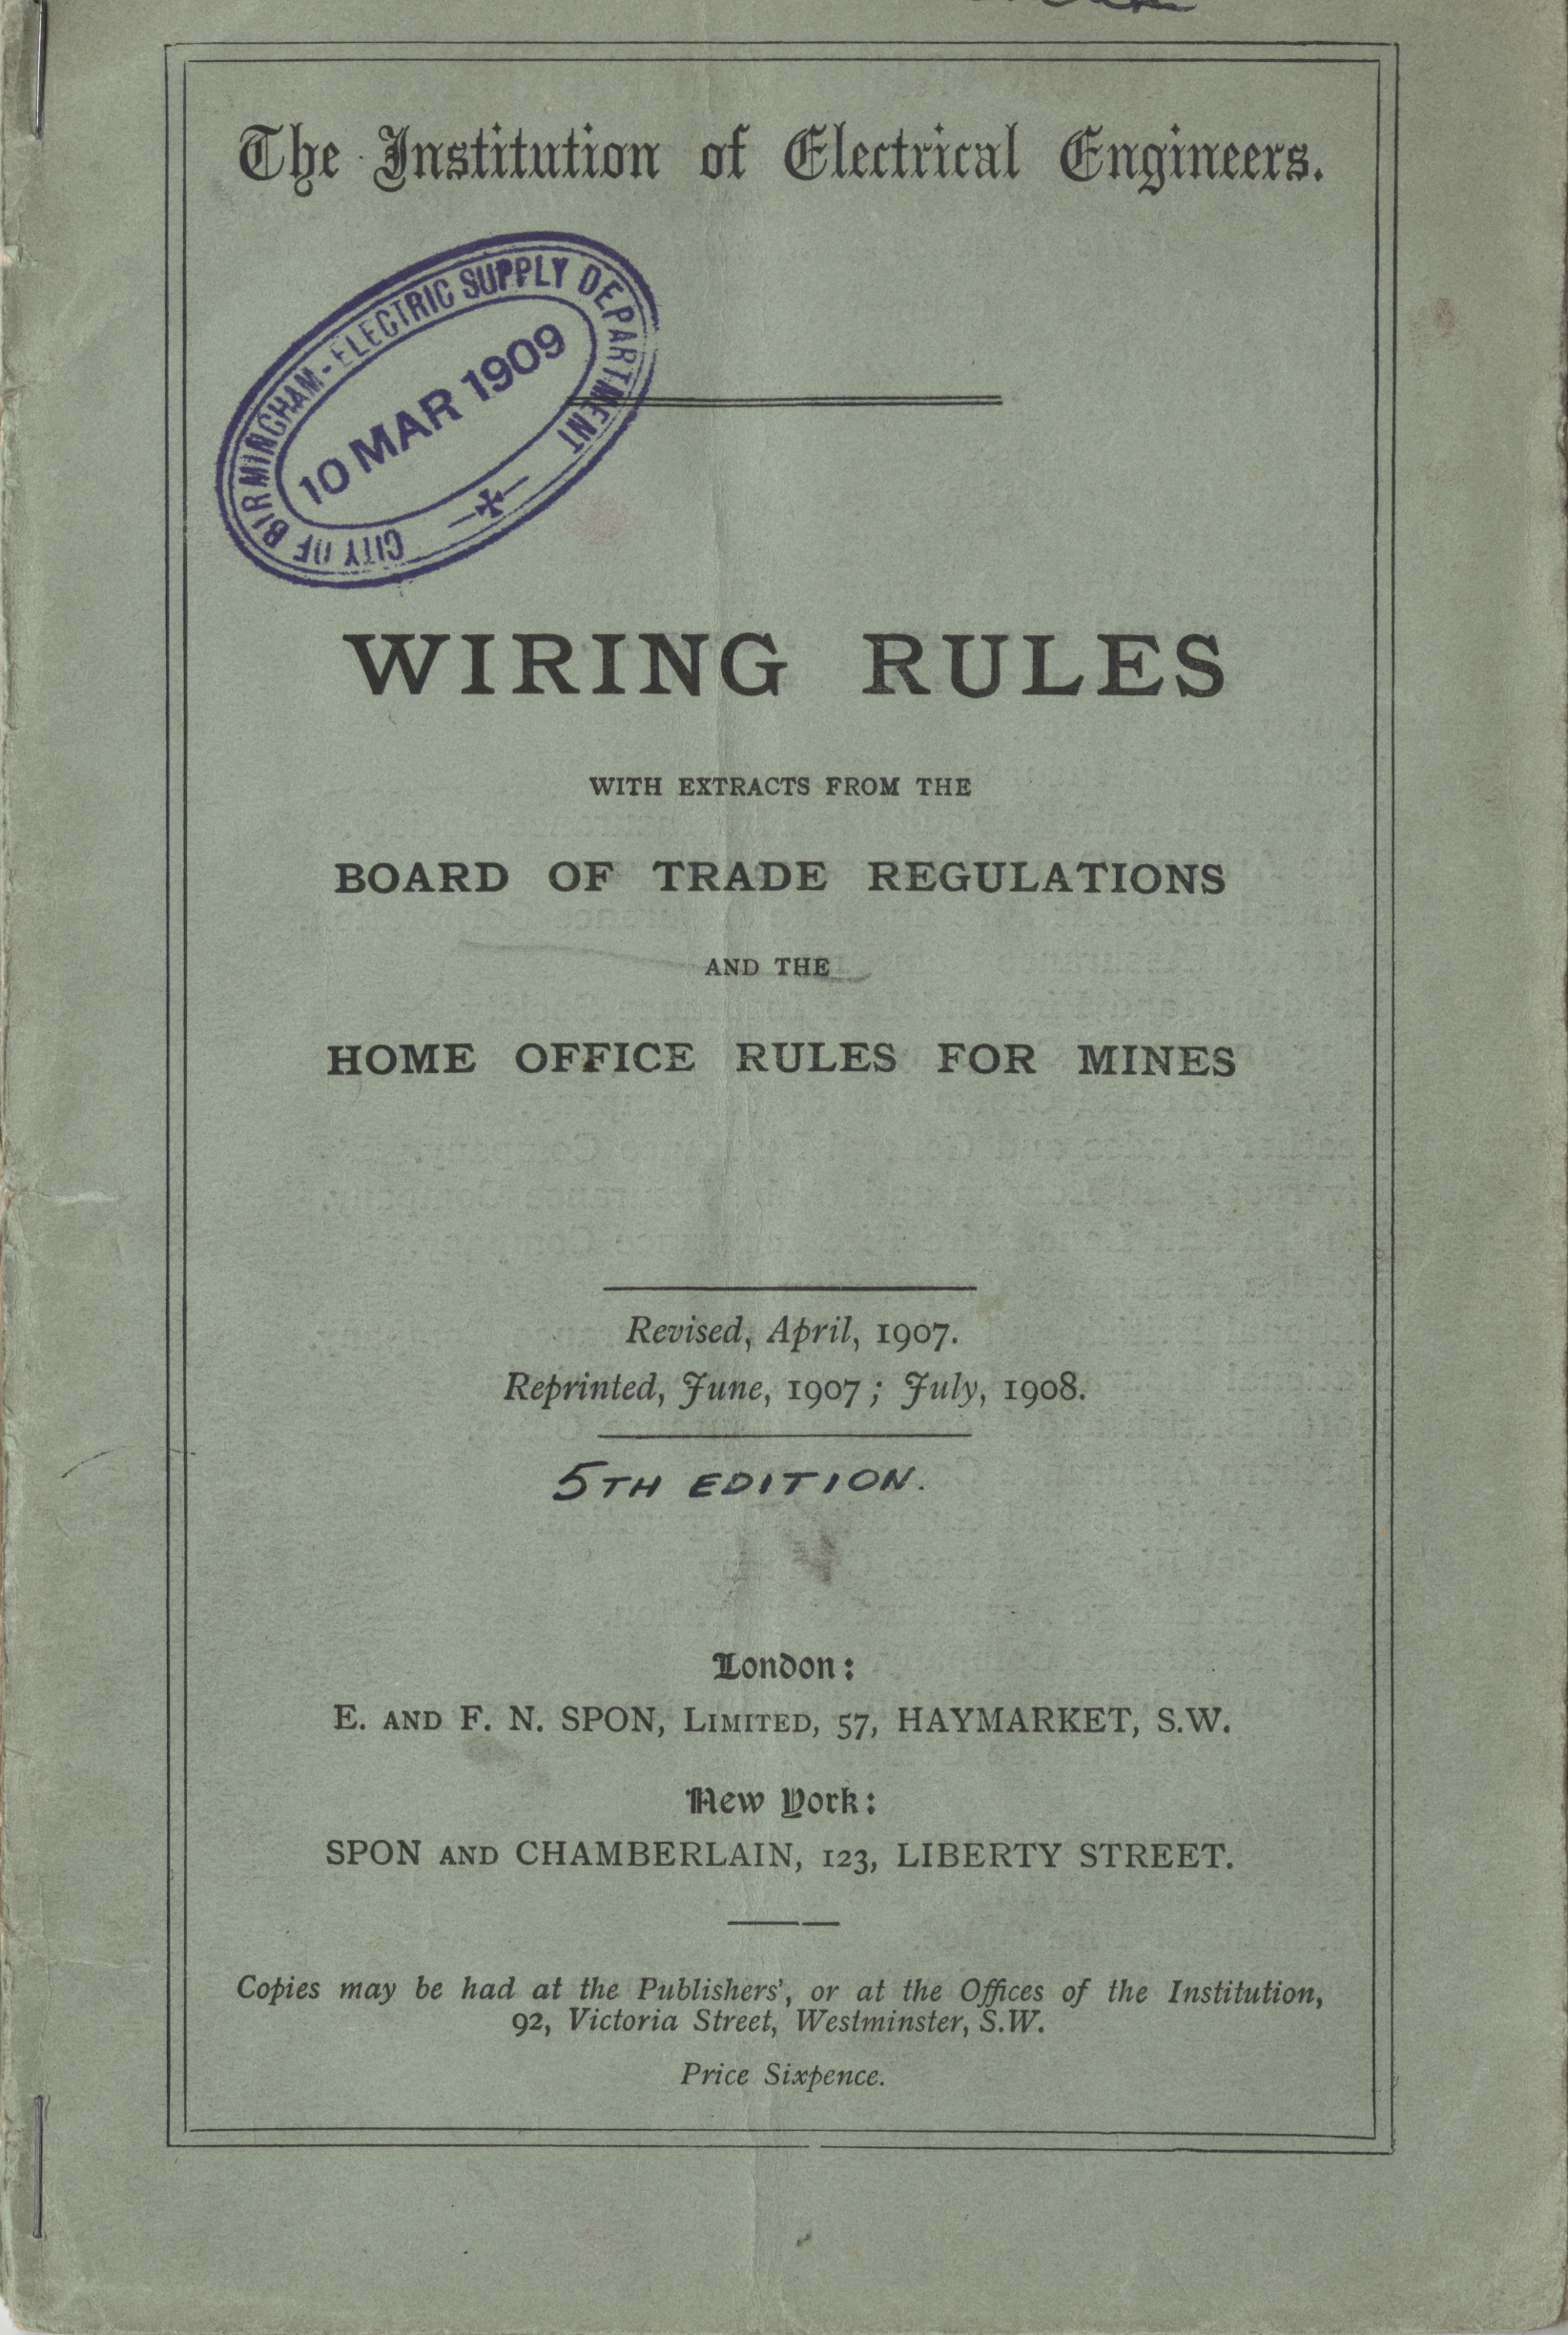 The Institution of Electrical Engineers.
CITY OF BIRMINGHAM-ELECTRIC SUPPLY DEPARTMENT
10 MAR 1909
WIRING RULES
WITH EXTRACTS FROM THE
BOARD OF TRADE REGULATIONS
AND THE
HOME OFFICE RULES FOR MINES
Revised, April, 1907.
Reprinted, June, 1907; July, 1908.
5TH EDITION.
London:
E. AND F. N. SPON, LIMITED, 57, HAYMARKET, S.W.
New York:
SPON AND CHAMBERLAIN, 123, LIBERTY STREET.
Copies may be had at the Publishers', or at the Offices of the Institution,
92, Victoria Street, Westminster, S.W.
Price Sixpence.